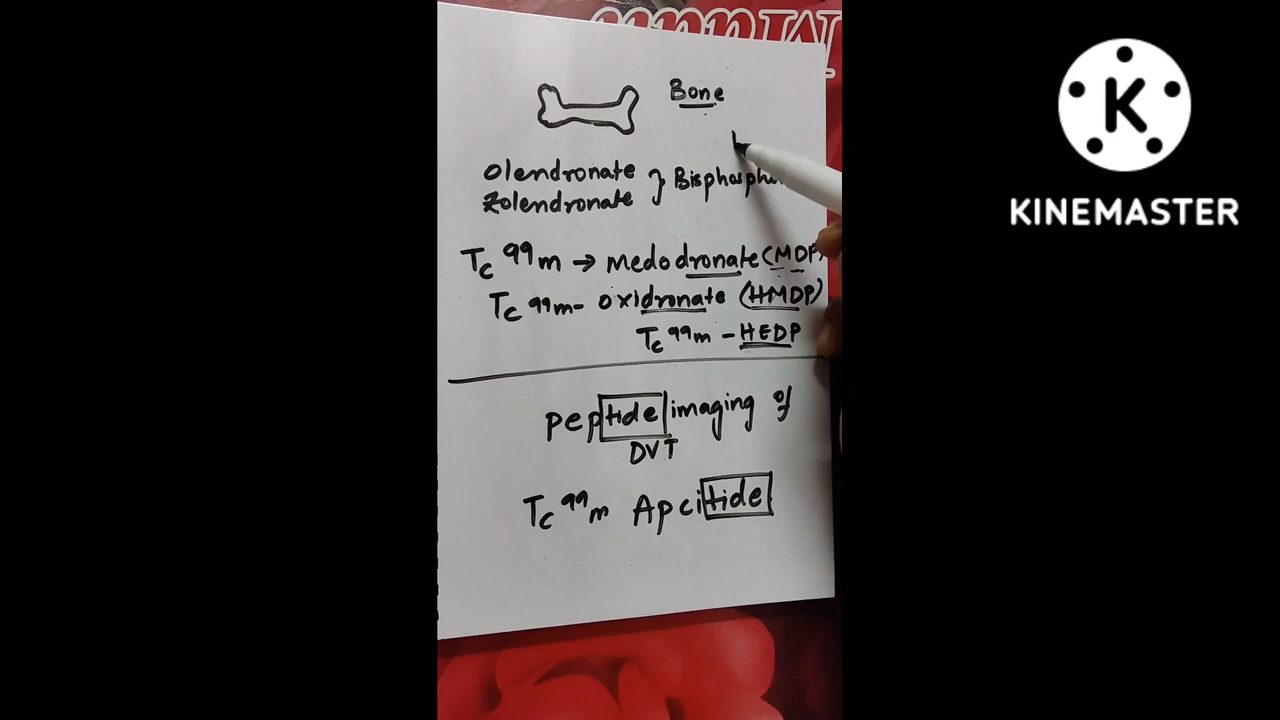 Bone
Olendronate } Bisphosph
Zolendronate
Tc 99m → Medodronate (MDP)
Tc 99m- Oxidronate (HMDP)
Tc 99m - HEDP
Peptide imaging of
DVT
Tc 99m Apcitide
K
KINEMASTER